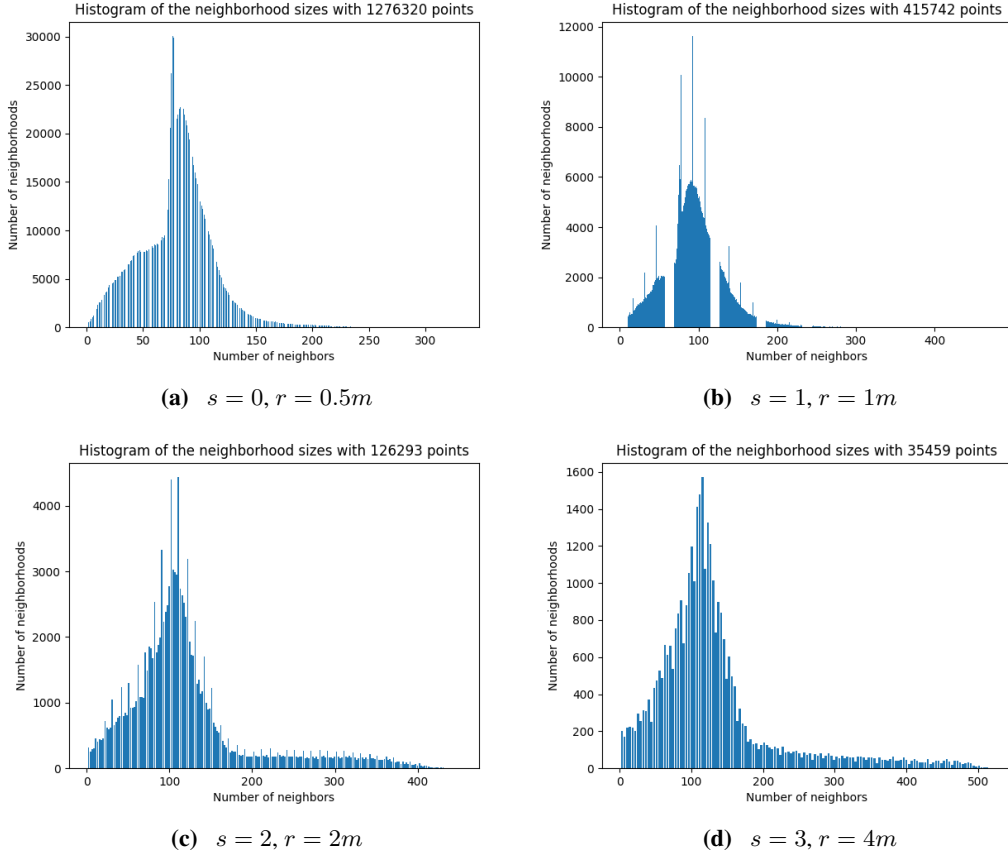 Histogram of the neighborhood sizes with 1276320 points
30000
25000
20000
15000
10000
5000
0
Number of neighborhoods
0 50 100 150 200 250 300
Number of neighbors
(a) s = 0, r = 0.5m
Histogram of the neighborhood sizes with 415742 points
12000
10000
8000
6000
4000
2000
0
Number of neighborhoods
0 100 200 300 400
Number of neighbors
(b) s = 1, r = 1m
Histogram of the neighborhood sizes with 126293 points
4000
3000
2000
1000
0
Number of neighborhoods
0 100 200 300 400
Number of neighbors
(c) s = 2, r = 2m
Histogram of the neighborhood sizes with 35459 points
1600
1400
1200
1000
800
600
400
200
0
Number of neighborhoods
0 100 200 300 400 500
Number of neighbors
(d) s = 3, r = 4m